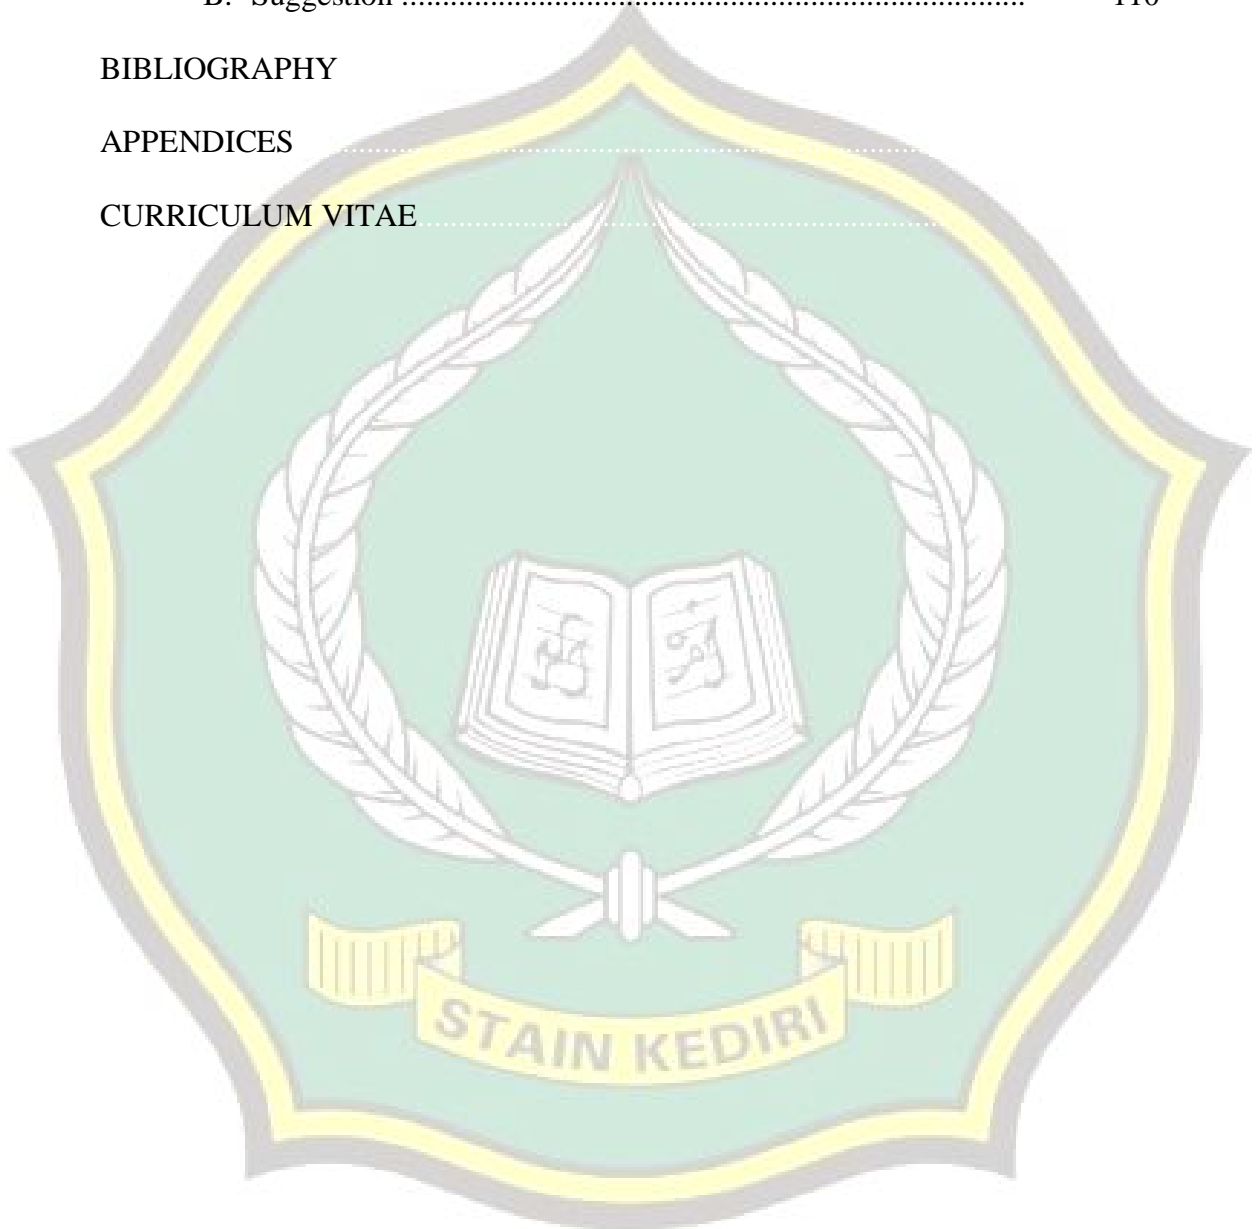 B. Suggestion ............................................................................... 110
BIBLIOGRAPHY
APPENDICES
CURRICULUM VITAE
STAIN KEDIRI